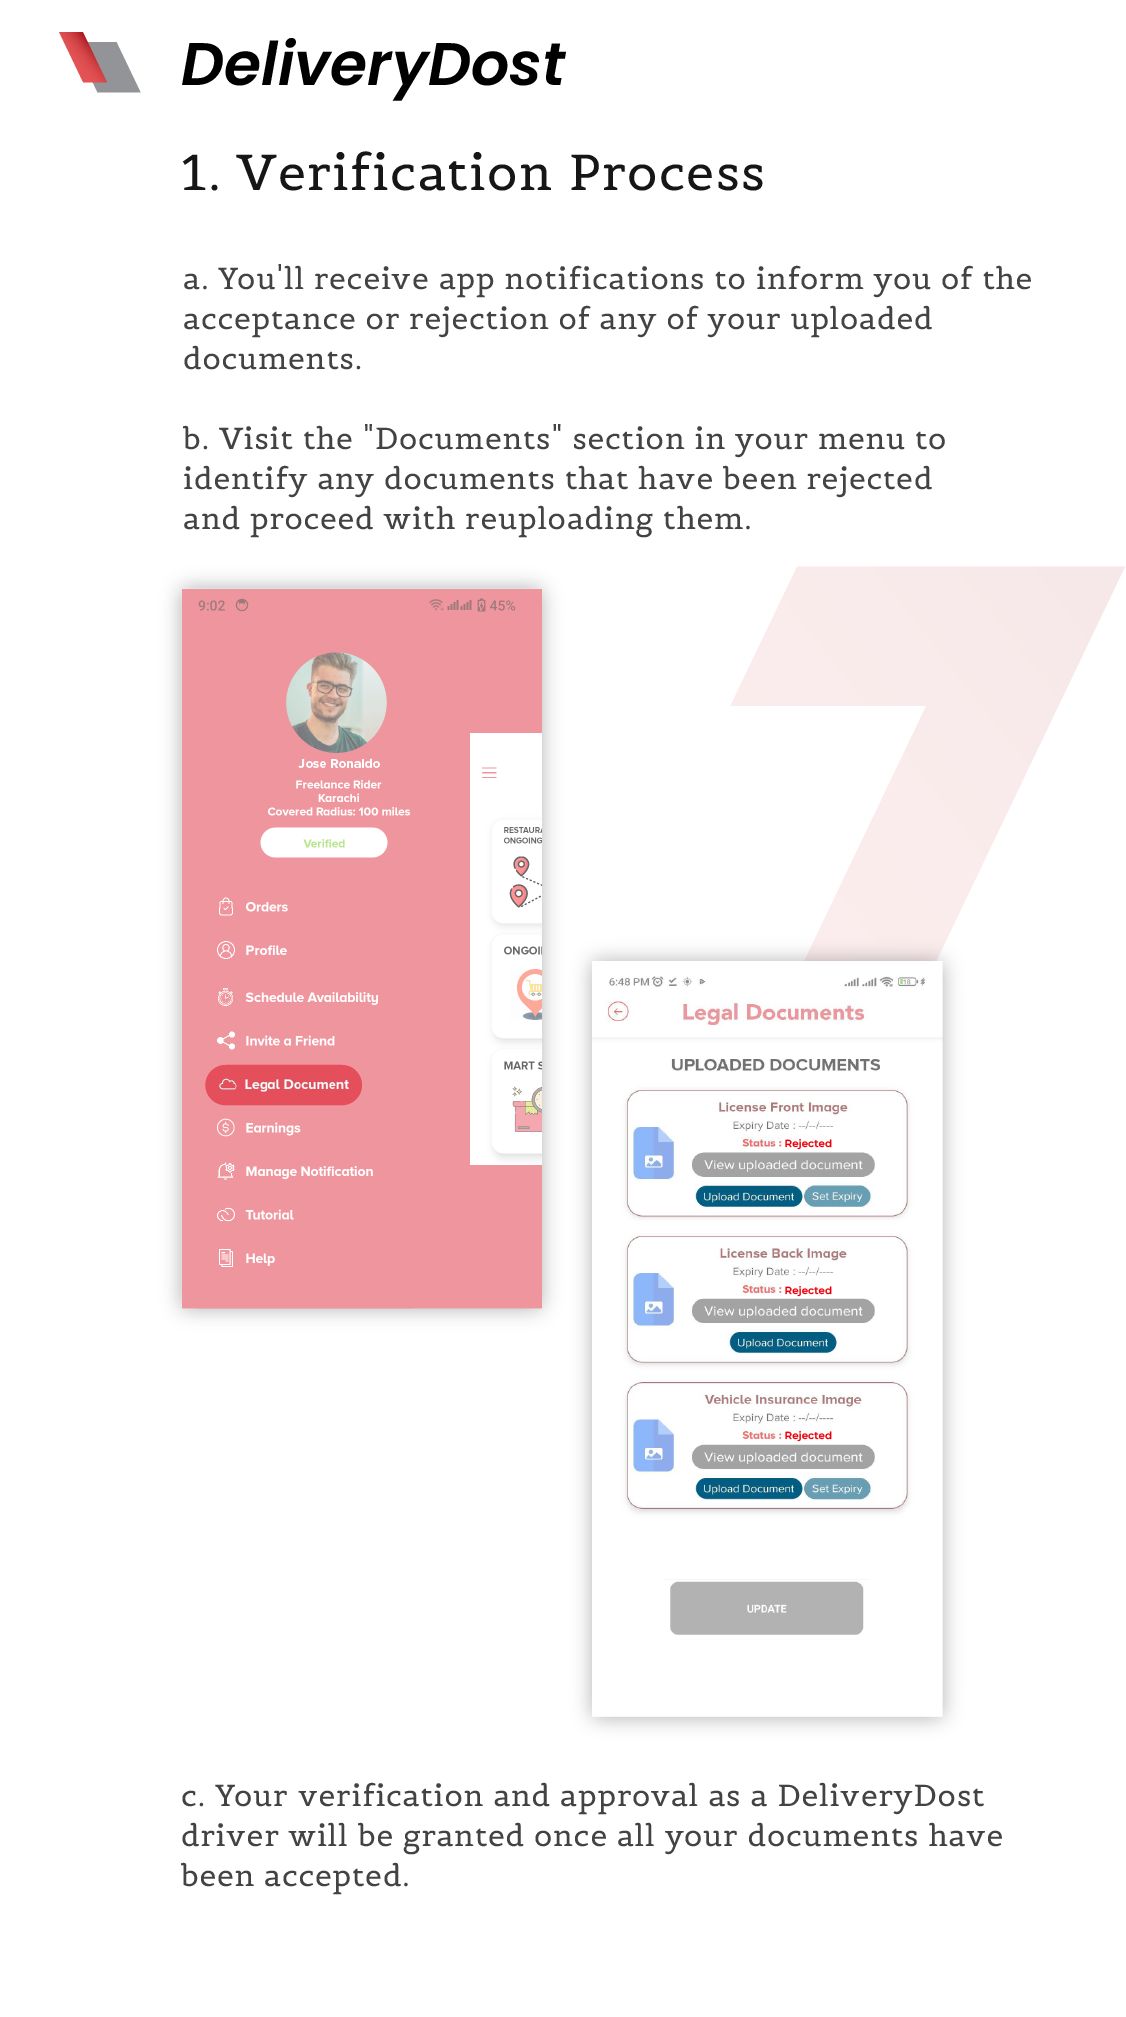 DeliveryDost
1. Verification Process
a. You'll receive app notifications to inform you of the
acceptance or rejection of any of your uploaded
documents.
b. Visit the "Documents" section in your menu to
identify any documents that have been rejected
and proceed with reuploading them.
9:02 45%
Jose Ronaldo
Freelance Rider
Karachi
Covered Radius: 100 miles
Verified
Orders
Profile
Schedule Availability
Invite a Friend
Legal Document
Earnings
Manage Notification
Tutorial
Help
RESTAURA
ONGOING
ONGOI
MART S
6:48 PM
Legal Documents
UPLOADED DOCUMENTS
License Front Image
Expiry Date : --/--/----
Status : Rejected
View uploaded document
Upload Document Set Expiry
License Back Image
Expiry Date : --/--/----
Status : Rejected
View uploaded document
Upload Document
Vehicle Insurance Image
Expiry Date : --/--/----
Status : Rejected
View uploaded document
Upload Document Set Expiry
UPDATE
c. Your verification and approval as a DeliveryDost
driver will be granted once all your documents have
been accepted.